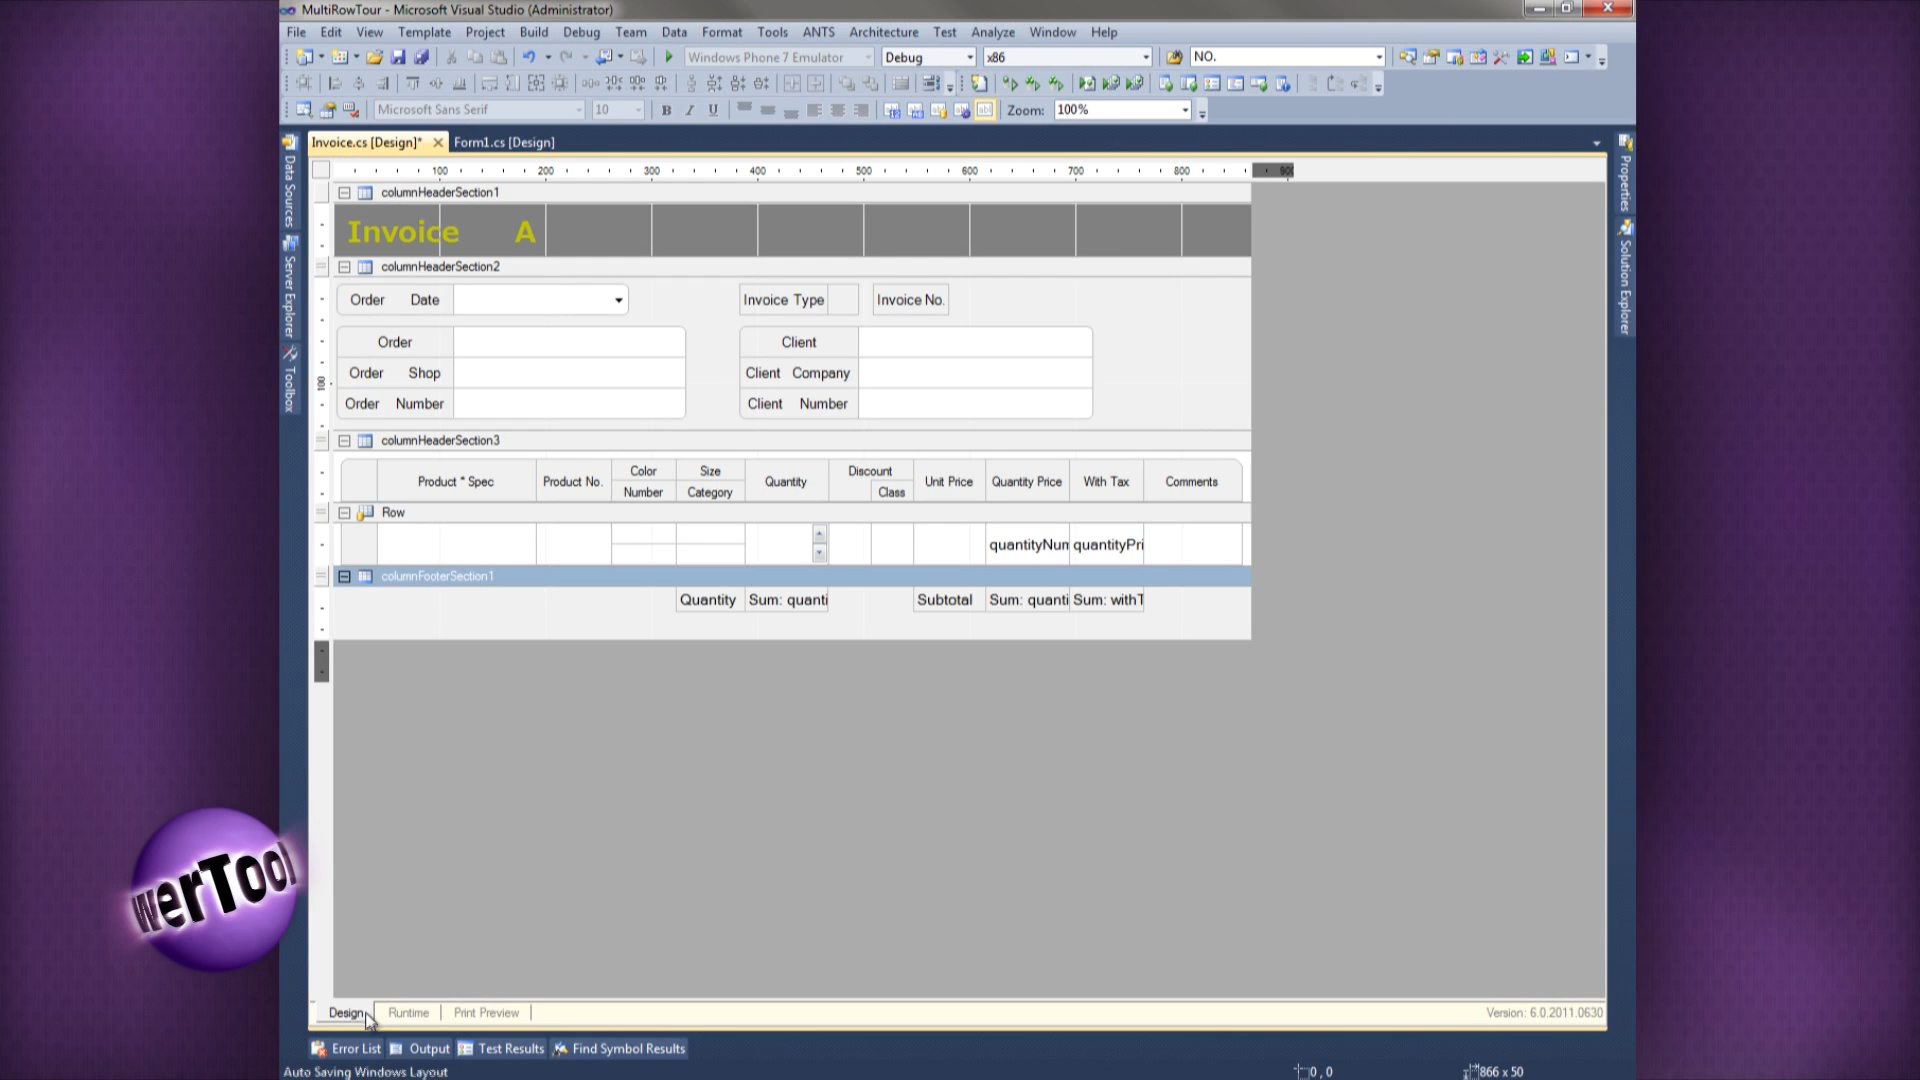 MultiRowTour - Microsoft Visual Studio (Administrator)
File Edit View Template Project Build Debug Team Data Format Tools ANTS Architecture Test Analyze Window Help
Windows Phone 7 Emulator Debug x86 NO.
Microsoft Sans Serif 10 B I U Zoom: 100%
Invoice.cs [Design]* Form1.cs [Design]
Data Sources
Server Explorer
Toolbox
Properties
Solution Explorer
100 200 300 400 500 600 700 800 900
columnHeaderSection1
Invoice A
columnHeaderSection2
Order Date Invoice Type Invoice No.
Order Client
Order Shop Client Company
100
Order Number Client Number
columnHeaderSection3
Product * Spec Product No. Color Size Quantity Discount Unit Price Quantity Price With Tax Comments
Number Category Class
Row
quantityNum quantityPri
columnFooterSection1
Quantity Sum: quanti Subtotal Sum: quanti Sum: withT
werTool
Design Runtime Print Preview Version: 6.0.2011.0630
Error List Output Test Results Find Symbol Results
Auto Saving Windows Layout 0 , 0 866 x 50